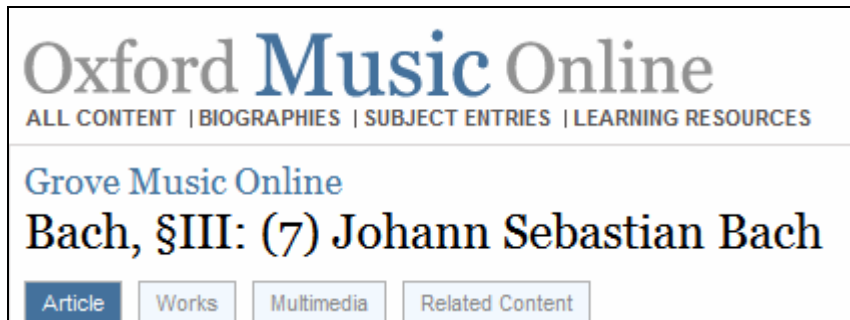 Oxford Music Online
ALL CONTENT | BIOGRAPHIES | SUBJECT ENTRIES | LEARNING RESOURCES
Grove Music Online
Bach, §III: (7) Johann Sebastian Bach
Article Works Multimedia Related Content